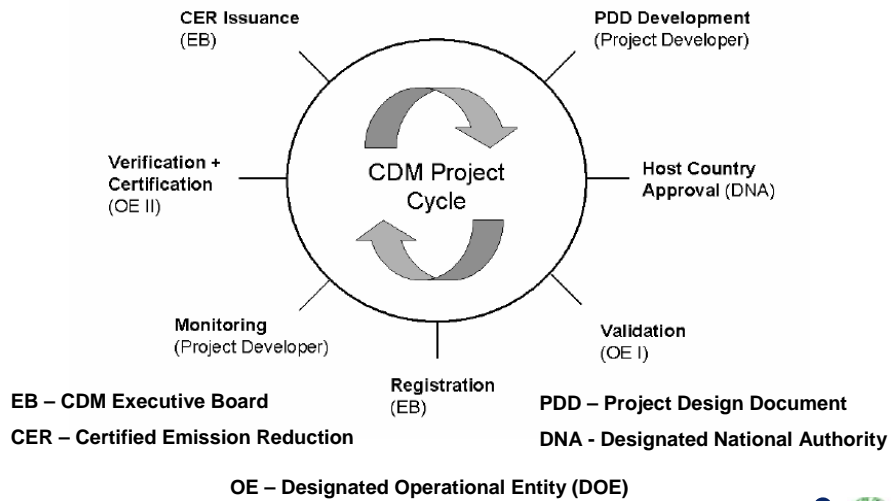 CER Issuance
(EB)
PDD Development
(Project Developer)
Verification +
Certification
(OE II)
CDM Project
Cycle
Host Country
Approval (DNA)
Monitoring
(Project Developer)
Validation
(OE I)
Registration
(EB)
EB – CDM Executive Board
PDD – Project Design Document
CER – Certified Emission Reduction
DNA - Designated National Authority
OE – Designated Operational Entity (DOE)